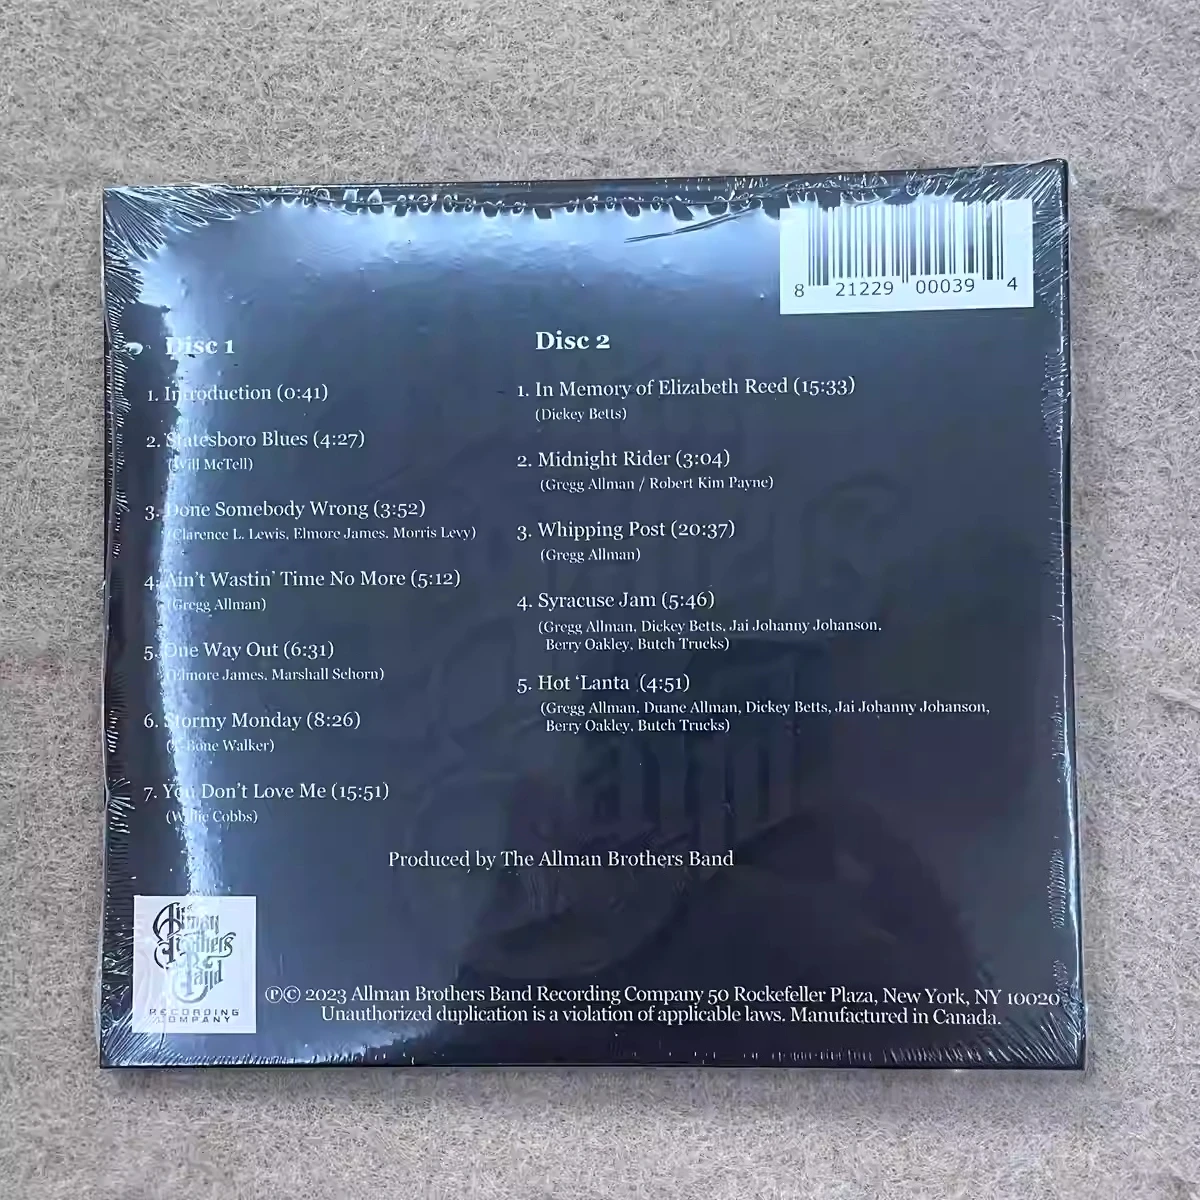 8 21229 00039 4
Disc 1
1. Introduction (0:41)
2. Statesboro Blues (4:27)
(Will McTell)
3. Done Somebody Wrong (3:52)
(Clarence L. Lewis, Elmore James, Morris Levy)
4. Ain't Wastin' Time No More (5:12)
(Gregg Allman)
5. One Way Out (6:31)
(Elmore James, Marshall Sehorn)
6. Stormy Monday (8:26)
(T-Bone Walker)
7. You Don't Love Me (15:51)
(Willie Cobbs)
Disc 2
1. In Memory of Elizabeth Reed (15:33)
(Dickey Betts)
2. Midnight Rider (3:04)
(Gregg Allman / Robert Kim Payne)
3. Whipping Post (20:37)
(Gregg Allman)
4. Syracuse Jam (5:46)
(Gregg Allman, Dickey Betts, Jai Johanny Johanson,
Berry Oakley, Butch Trucks)
5. Hot ‘Lanta (4:51)
(Gregg Allman, Duane Allman, Dickey Betts, Jai Johanny Johanson,
Berry Oakley, Butch Trucks)
Produced by The Allman Brothers Band
Allman
Brothers
Band
RECORDING
COMPANY
℗© 2023 Allman Brothers Band Recording Company 50 Rockefeller Plaza, New York, NY 10020
Unauthorized duplication is a violation of applicable laws. Manufactured in Canada.